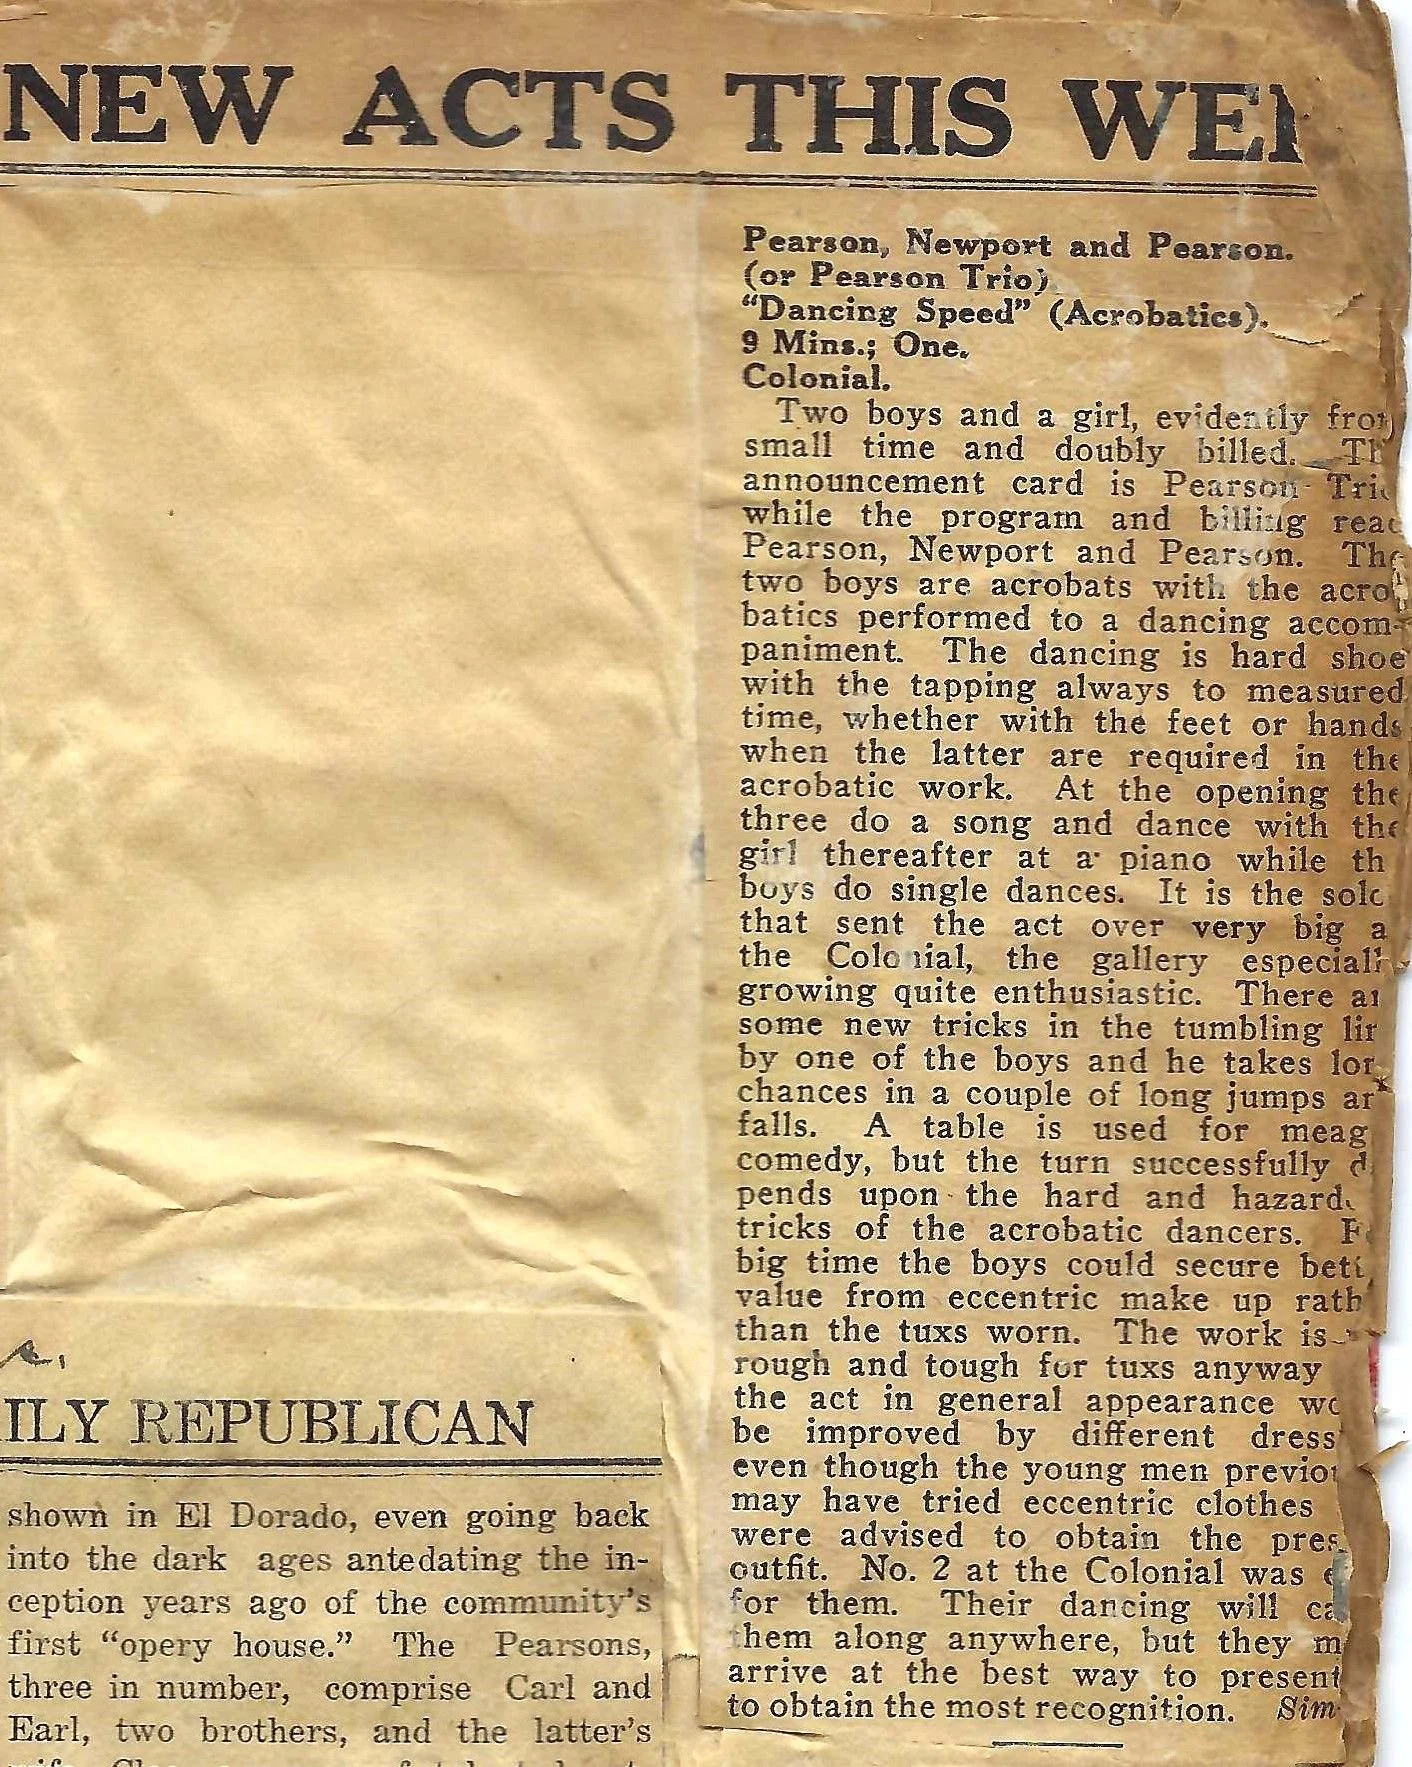 NEW ACTS THIS
Pearson, Newport and Pearson.
(or Pearson Trio)
"Dancing Speed" (Acrobatics).
9 Mins.; One.
Colonial.
Two boys and a girl, evidently
small time and doubly billed.
announcement card is Pearson
while the program and billing
Pearson, Newport and Pearson. The
two boys are acrobats with the acro
batics performed to a dancing accom-
paniment. The dancing is hard shoe
with the tapping always to measured
time, whether with the feet or hands
when the latter are required in the
acrobatic work. At the opening the
three do a song and dance with the
girl thereafter at a piano while
boys do single dances. It is the
that sent the act over very big
the Colonial, the gallery
growing quite enthusiastic. There
some new tricks in the tumbling
by one of the boys and he takes
chances in a couple of long jumps
falls. A table is used for
comedy, but the turn successfully
pends upon the hard and
tricks of the acrobatic dancers.
big time the boys could secure
value from eccentric make up
than the tuxs worn. The work is
rough and tough for tuxs anyway
the act in general appearance
be improved by different
even though the young men
may have tried eccentric clothes
were advised to obtain the
outfit. No. 2 at the Colonial was
for them. Their dancing will
them along anywhere, but they
arrive at the best way to present
to obtain the most recognition.
ILY REPUBLICAN
shown in El Dorado, even going back
into the dark ages antedating the in-
ception years ago of the community's
first "opery house." The Pearsons,
three in number, comprise Carl and
Earl, two brothers, and the latter's